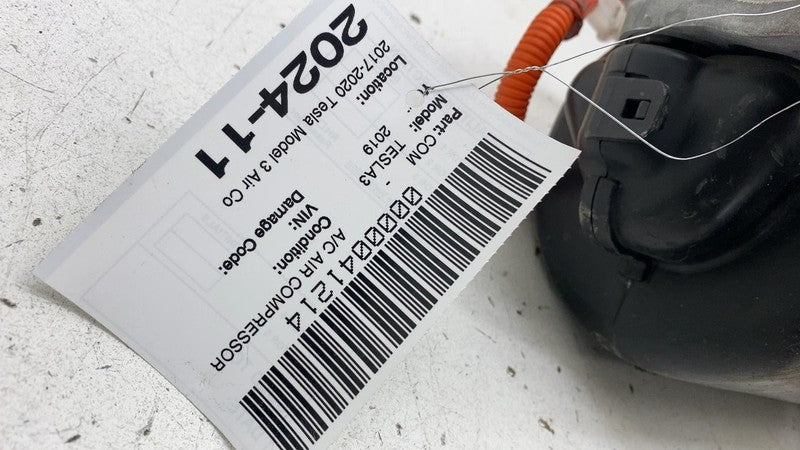 0000041214
Part: COM - A/C AIR COMPRESSOR
Model: TESLA3 Condition:
2019 VIN:
Location: Damage Code:
2017-2020 Tesla Model 3 Air Co
2024-11